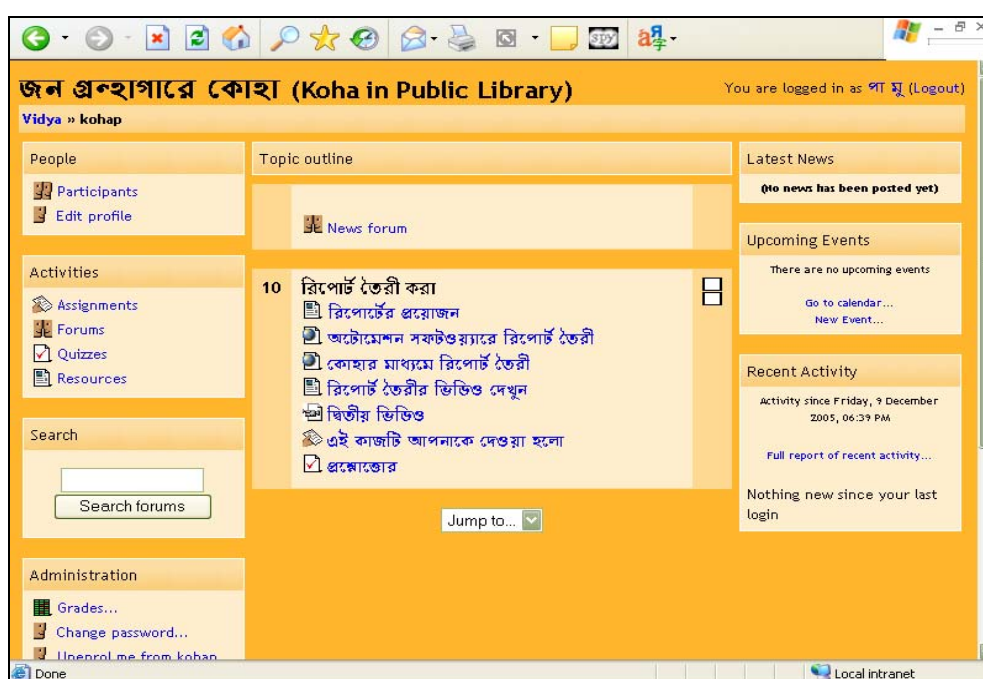 জন গ্রন্হাগারে কোহা (Koha in Public Library)
You are logged in as পা মু (Logout)
Vidya » kohap
People
Participants
Edit profile
Activities
Assignments
Forums
Quizzes
Resources
Search
Search forums
Administration
Grades...
Change password...
Unenrol me from kohap
Topic outline
News forum
10 রিপোর্ট তৈরী করা
রিপোর্টের প্রয়োজন
অটোমেশন সফটওয়্যারে রিপোর্ট তৈরী
কোহার মাধ্যমে রিপোর্ট তৈরী
রিপোর্ট তৈরীর ভিডিও দেখুন
দ্বিতীয় ভিডিও
এই কাজটি আপনাকে দেওয়া হলো
প্রশ্নোত্তোর
Jump to...
Latest News
(No news has been posted yet)
Upcoming Events
There are no upcoming events
Go to calendar...
New Event...
Recent Activity
Activity since Friday, 9 December
2005, 06:39 PM
Full report of recent activity...
Nothing new since your last
login
Done
Local intranet